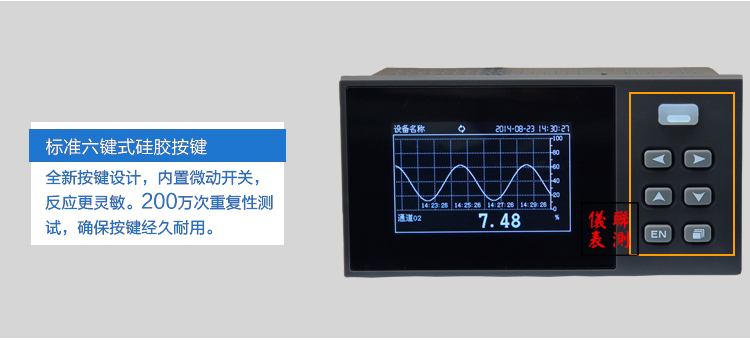 标准六键式硅胶按键
全新按键设计，内置微动开关，
反应更灵敏。200万次重复性测
试，确保按键经久耐用。
设备名称 2014-08-23 14:30:27
100
80
60
40
20
0
14:23:26 14:25:26 14:27:26 14:29:26
通道02 7.48 %
EN
儀辯
表測